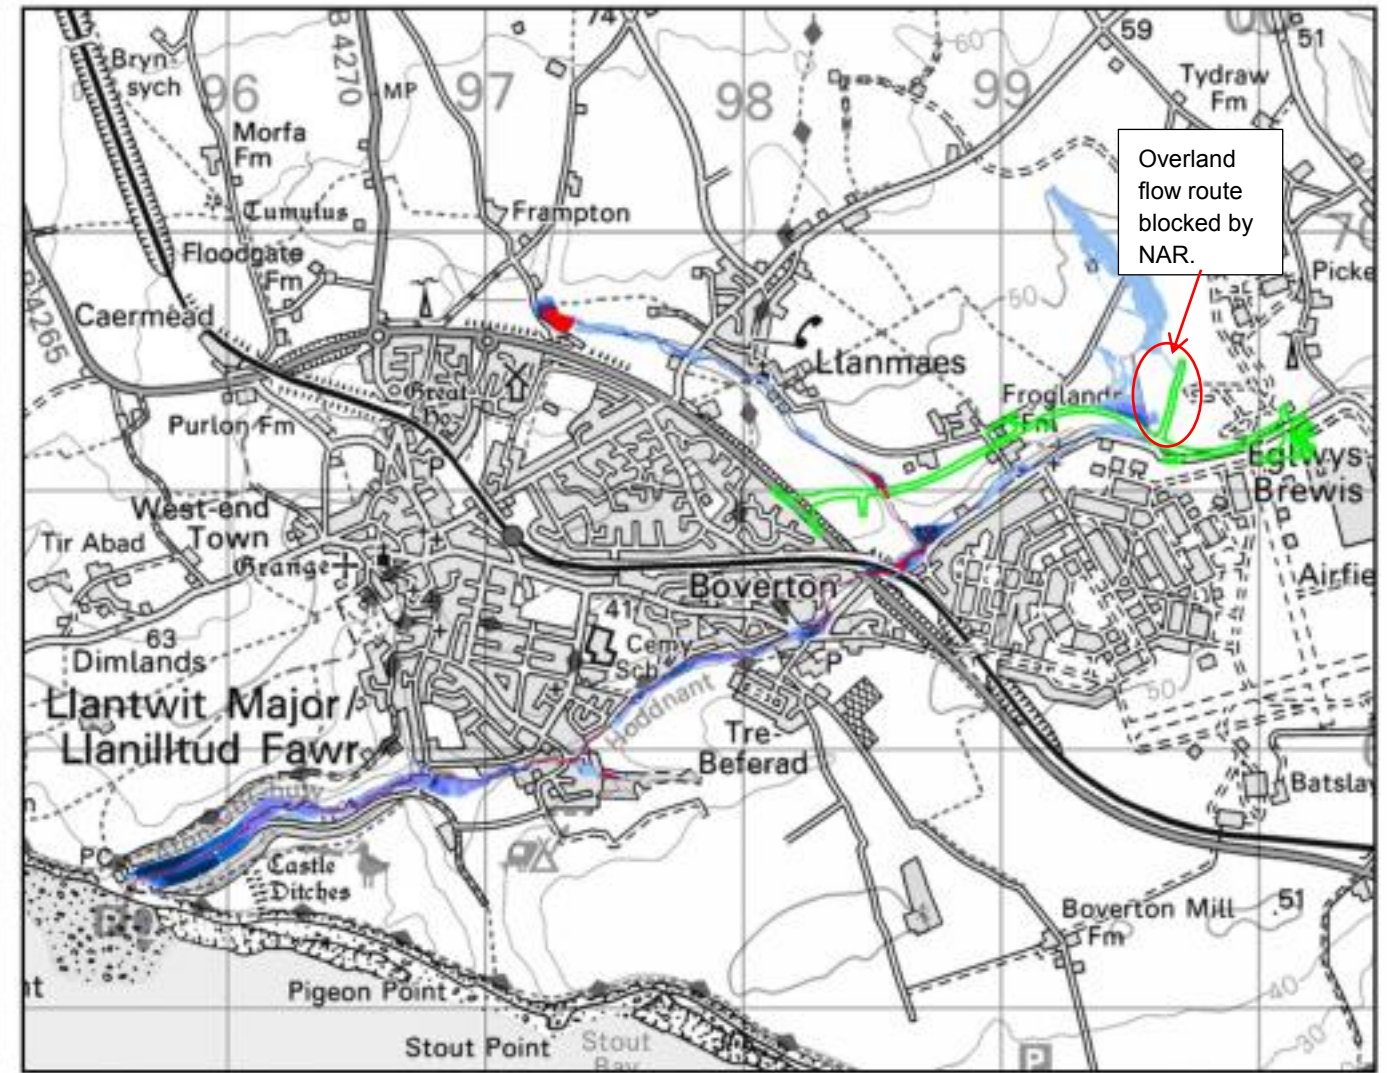 74
59
51
Bryn-
sych
96
B 4270
MP
97
98
60
99
Tydraw
Fm
Morfa
Fm
Tumulus
Frampton
Overland
flow route
blocked by
NAR.
Floodgate
Fm
Picke
50
Caermead
B4265
Llanmaes
Great
Froglands
Fm
Purlon Fm
P
Eglwys-
Brewis
West-end
Town
Tir Abad
Grange
Boverton
Airfie
41
63
Dimlands
Cemy
Sch
P
50
Llantwit Major/
Llanilltud Fawr
Hoddnant
Tre-
Beferad
Batslay
PC
Castle
Ditches
Boverton Mill
Fm
51
nt
Pigeon Point
40
Stout Point
Stout
Bay
30
P